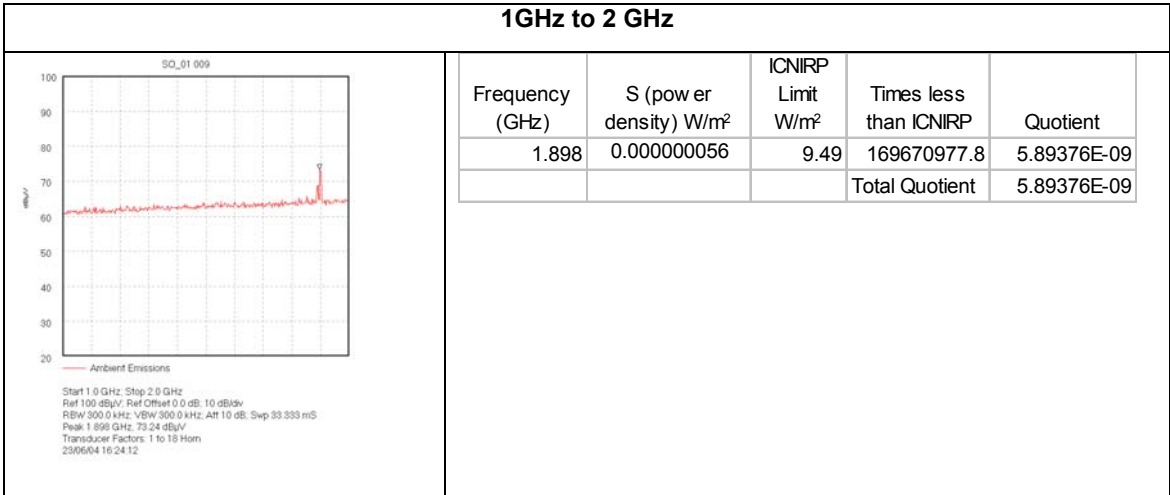 1GHz to 2 GHz
SO_01 009
100
90
80
70
60
50
40
30
20
dBµV
Ambient Emissions
Start 1.0 GHz; Stop 2.0 GHz
Ref 100 dBµV; Ref Offset 0.0 dB; 10 dB/div
RBW 300.0 kHz; VBW 300.0 kHz; Att 10 dB; Swp 33.333 mS
Peak 1.898 GHz, 73.24 dBµV
Transducer Factors: 1 to 18 Horn
23/06/04 16:24:12
Frequency (GHz) S (pow er density) W/m² ICNIRP Limit W/m² Times less than ICNIRP Quotient
1.898 0.000000056 9.49 169670977.8 5.89376E-09
Total Quotient 5.89376E-09